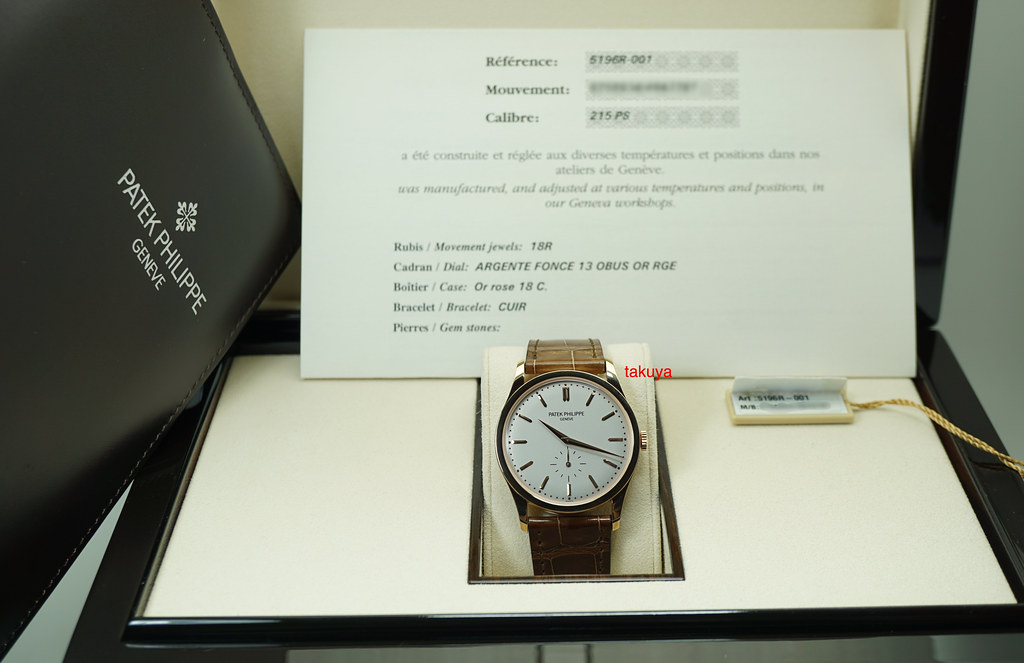 Référence: 5196R-001
Mouvement:
Calibre: 215 PS
a été construite et réglée aux diverses températures et positions dans nos
ateliers de Genève.
was manufactured, and adjusted at various temperatures and positions, in
our Geneva workshops.
Rubis / Movement jewels: 18R
Cadran / Dial: ARGENTE FONCE 13 OBUS OR RGE
Boîtier / Case: Or rose 18 C.
Bracelet / Bracelet: CUIR
Pierres / Gem stones:
PATEK PHILIPPE
GENEVE
takuya
PATEK PHILIPPE
GENEVE
Art.:5196R-001
M/B.